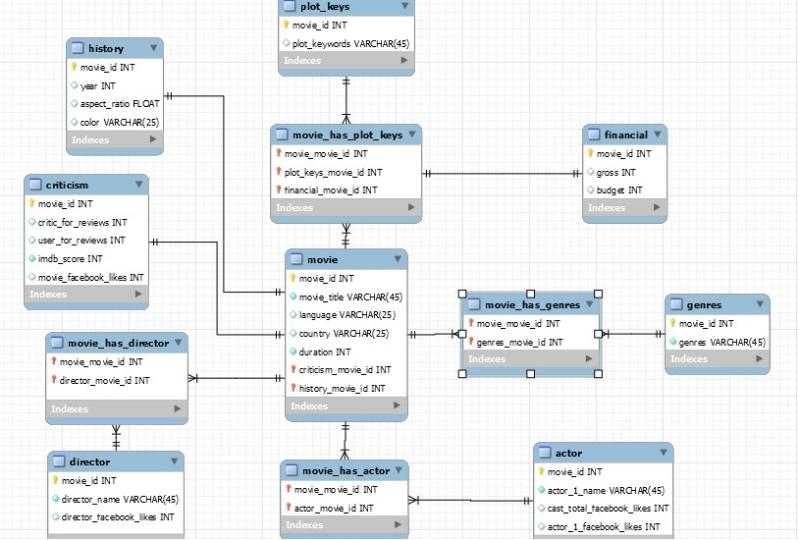 plot_keys
movie_id INT
plot_keywords VARCHAR(45)
Indexes
history
movie_id INT
year INT
aspect_ratio FLOAT
color VARCHAR(25)
Indexes
movie_has_plot_keys
movie_movie_id INT
plot_keys_movie_id INT
financial_movie_id INT
Indexes
financial
movie_id INT
gross INT
budget INT
Indexes
criticism
movie_id INT
critic_for_reviews INT
user_for_reviews INT
imdb_score INT
movie_facebook_likes INT
Indexes
movie
movie_id INT
movie_title VARCHAR(45)
language VARCHAR(25)
country VARCHAR(25)
duration INT
criticism_movie_id INT
history_movie_id INT
Indexes
movie_has_genres
movie_movie_id INT
genres_movie_id INT
Indexes
genres
movie_id INT
genres VARCHAR(45)
Indexes
movie_has_director
movie_movie_id INT
director_movie_id INT
Indexes
director
movie_id INT
director_name VARCHAR(45)
director_facebook_likes INT
movie_has_actor
movie_movie_id INT
actor_movie_id INT
Indexes
actor
movie_id INT
actor_1_name VARCHAR(45)
cast_total_facebook_likes INT
actor_1_facebook_likes INT